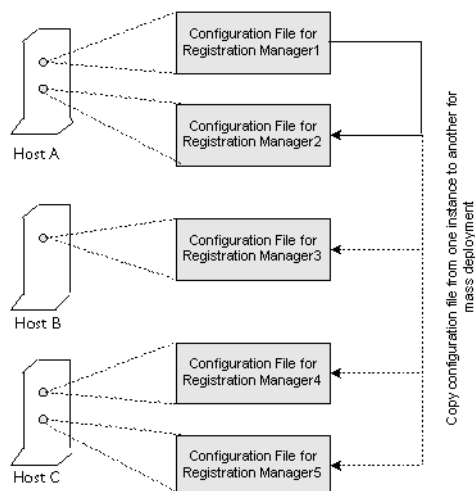 Configuration File for
Registration Manager1
Configuration File for
Registration Manager2
Host A
Configuration File for
Registration Manager3
Host B
Configuration File for
Registration Manager4
Configuration File for
Registration Manager5
Host C
Copy configuration file from one instance to another for
mass deployment